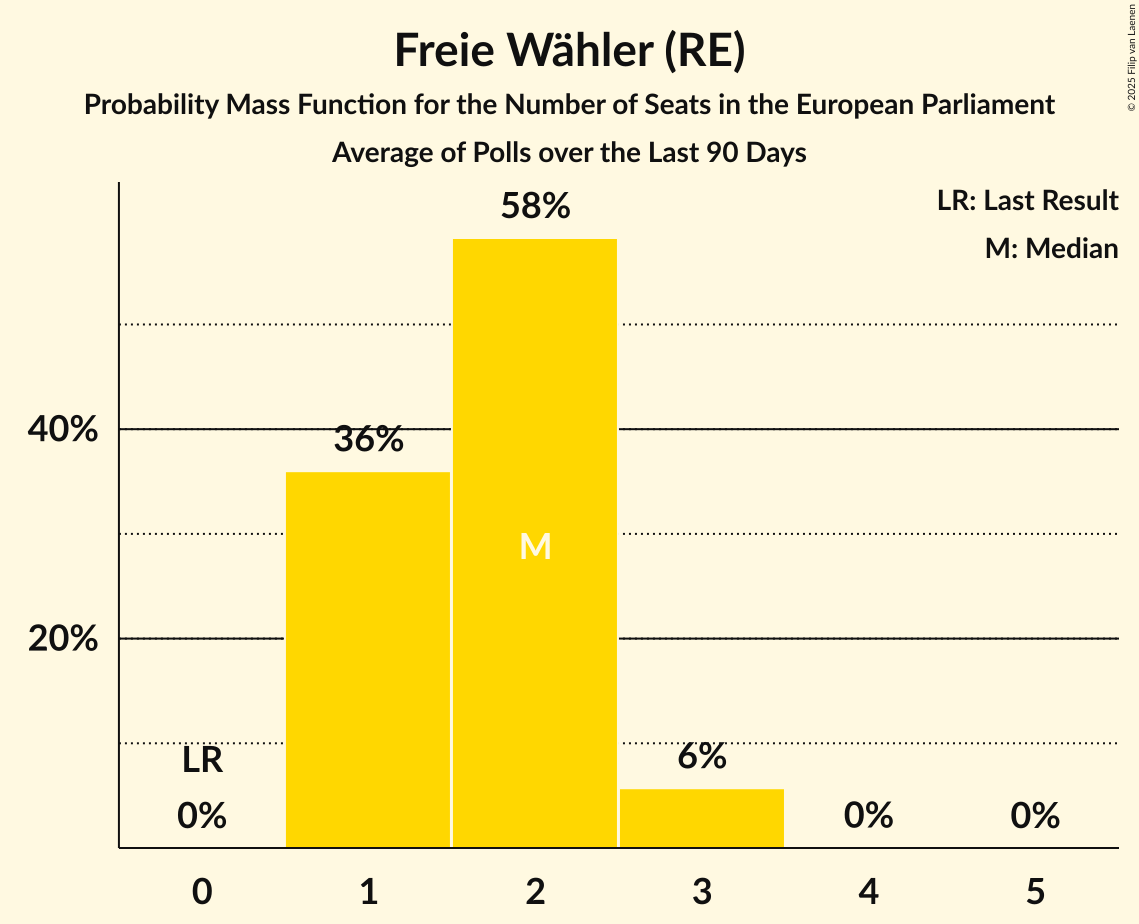 Freie Wähler (RE)
Probability Mass Function for the Number of Seats in the European Parliament
Average of Polls over the Last 90 Days
© 2025 Filip van Laenen
LR: Last Result
M: Median
58%
40%
36%
M
20%
LR
6%
0%
0%
0%
0
1
2
3
4
5